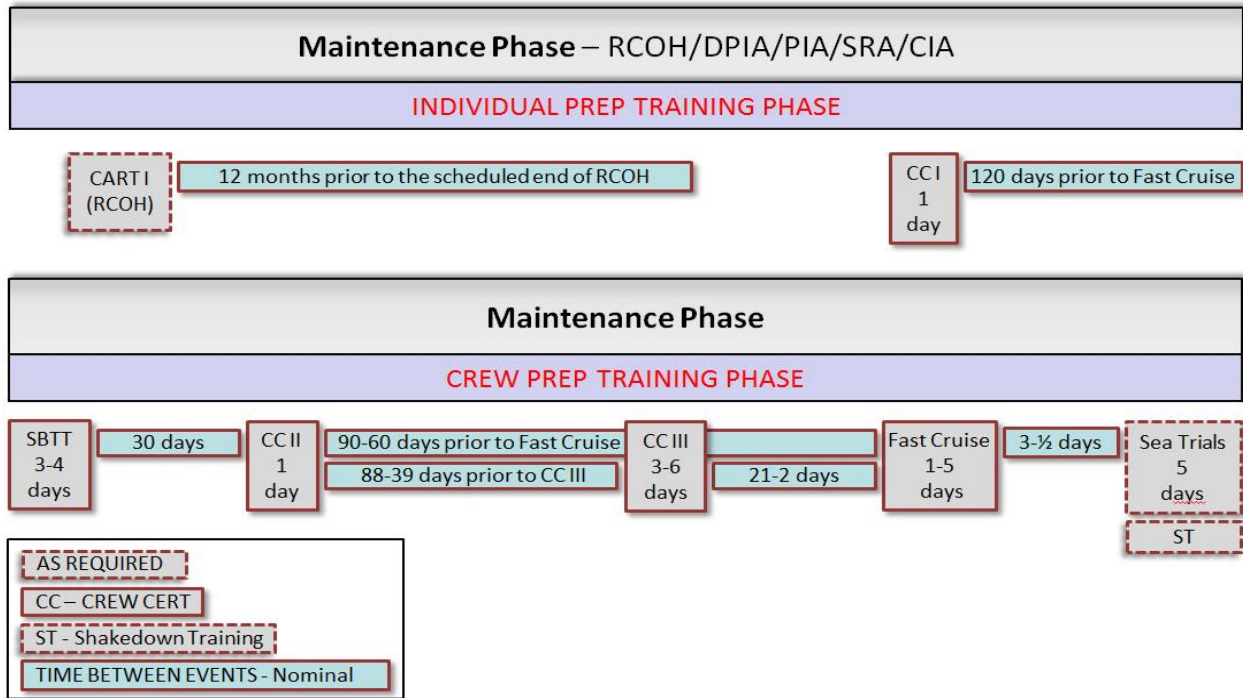 Maintenance Phase – RCOH/DPIA/PIA/SRA/CIA
INDIVIDUAL PREP TRAINING PHASE
CART I
(RCOH)
12 months prior to the scheduled end of RCOH
CC I
1
day
120 days prior to Fast Cruise
Maintenance Phase
CREW PREP TRAINING PHASE
SBTT
3-4
days
30 days
CC II
1
day
90-60 days prior to Fast Cruise
88-39 days prior to CC III
CC III
3-6
days
21-2 days
Fast Cruise
1-5
days
3-½ days
Sea Trials
5
days
ST
AS REQUIRED
CC – CREW CERT
ST - Shakedown Training
TIME BETWEEN EVENTS - Nominal